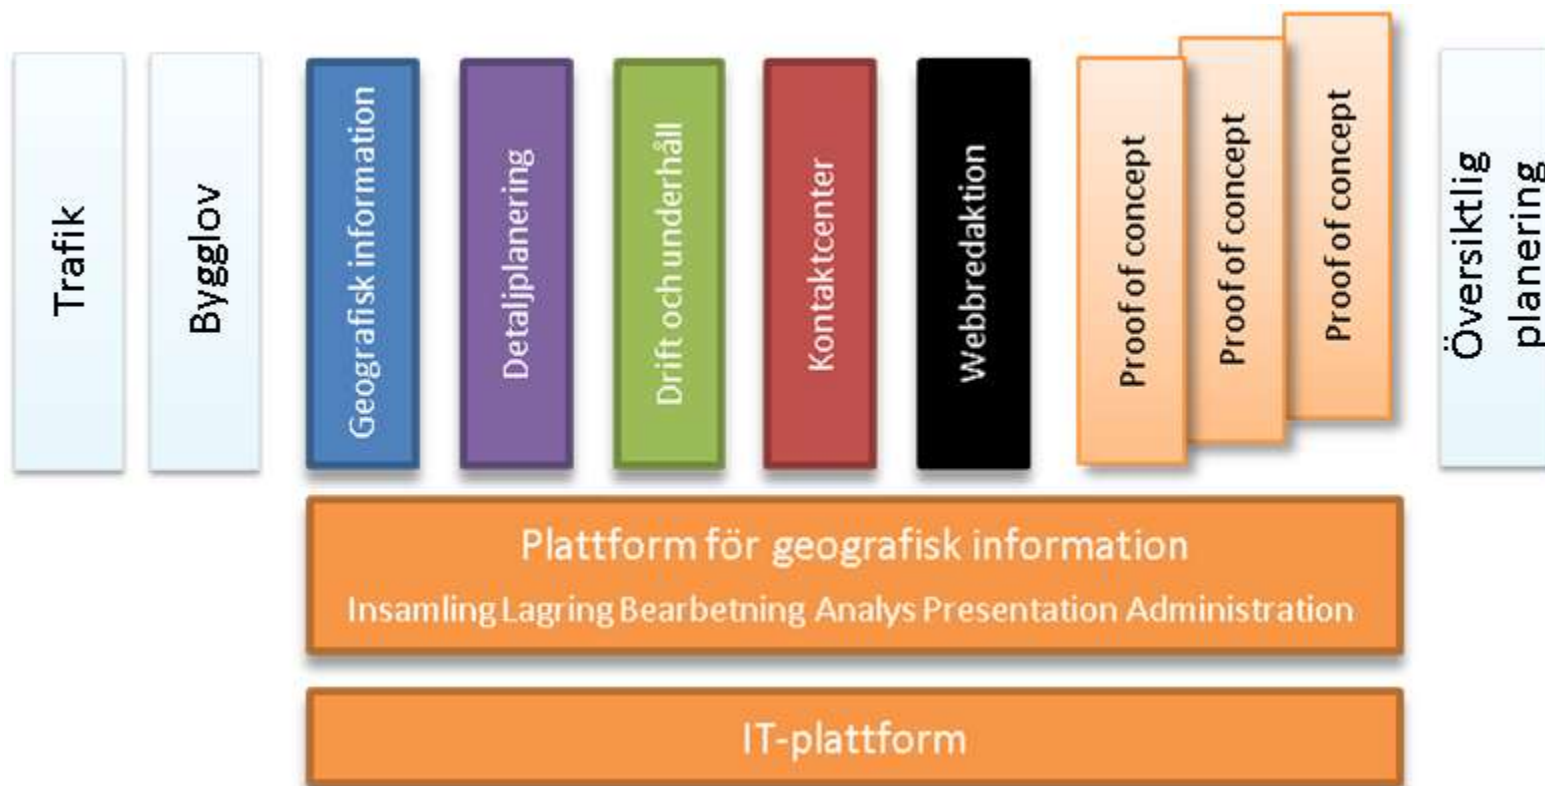 Trafik
Bygglov
Geografisk information
Detaljplanering
Drift och underhåll
Kontaktcenter
Webbredaktion
Proof of concept
Proof of concept
Proof of concept
Översiktlig
planering
Plattform för geografisk information
Insamling Lagring Bearbetning Analys Presentation Administration
IT-plattform